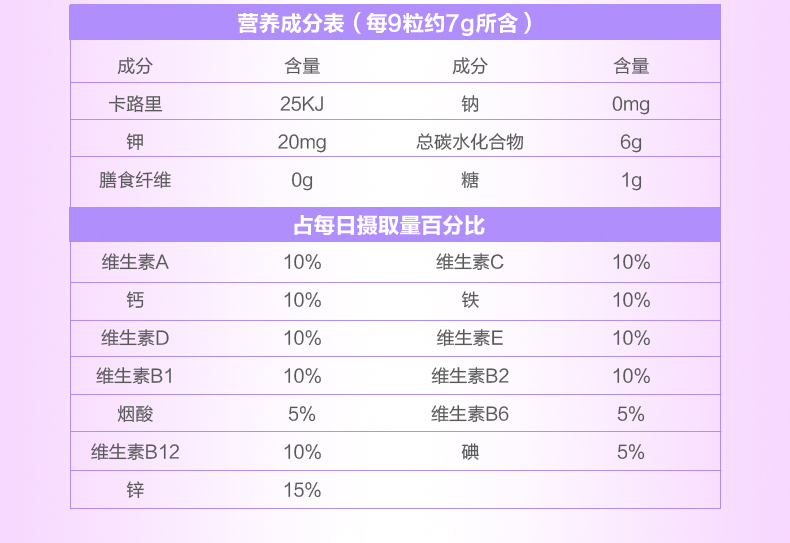 营养成分表（每9粒约7g所含）
成分 含量 成分 含量
卡路里 25KJ 钠 0mg
钾 20mg 总碳水化合物 6g
膳食纤维 0g 糖 1g
占每日摄取量百分比
维生素A 10% 维生素C 10%
钙 10% 铁 10%
维生素D 10% 维生素E 10%
维生素B1 10% 维生素B2 10%
烟酸 5% 维生素B6 5%
维生素B12 10% 碘 5%
锌 15%